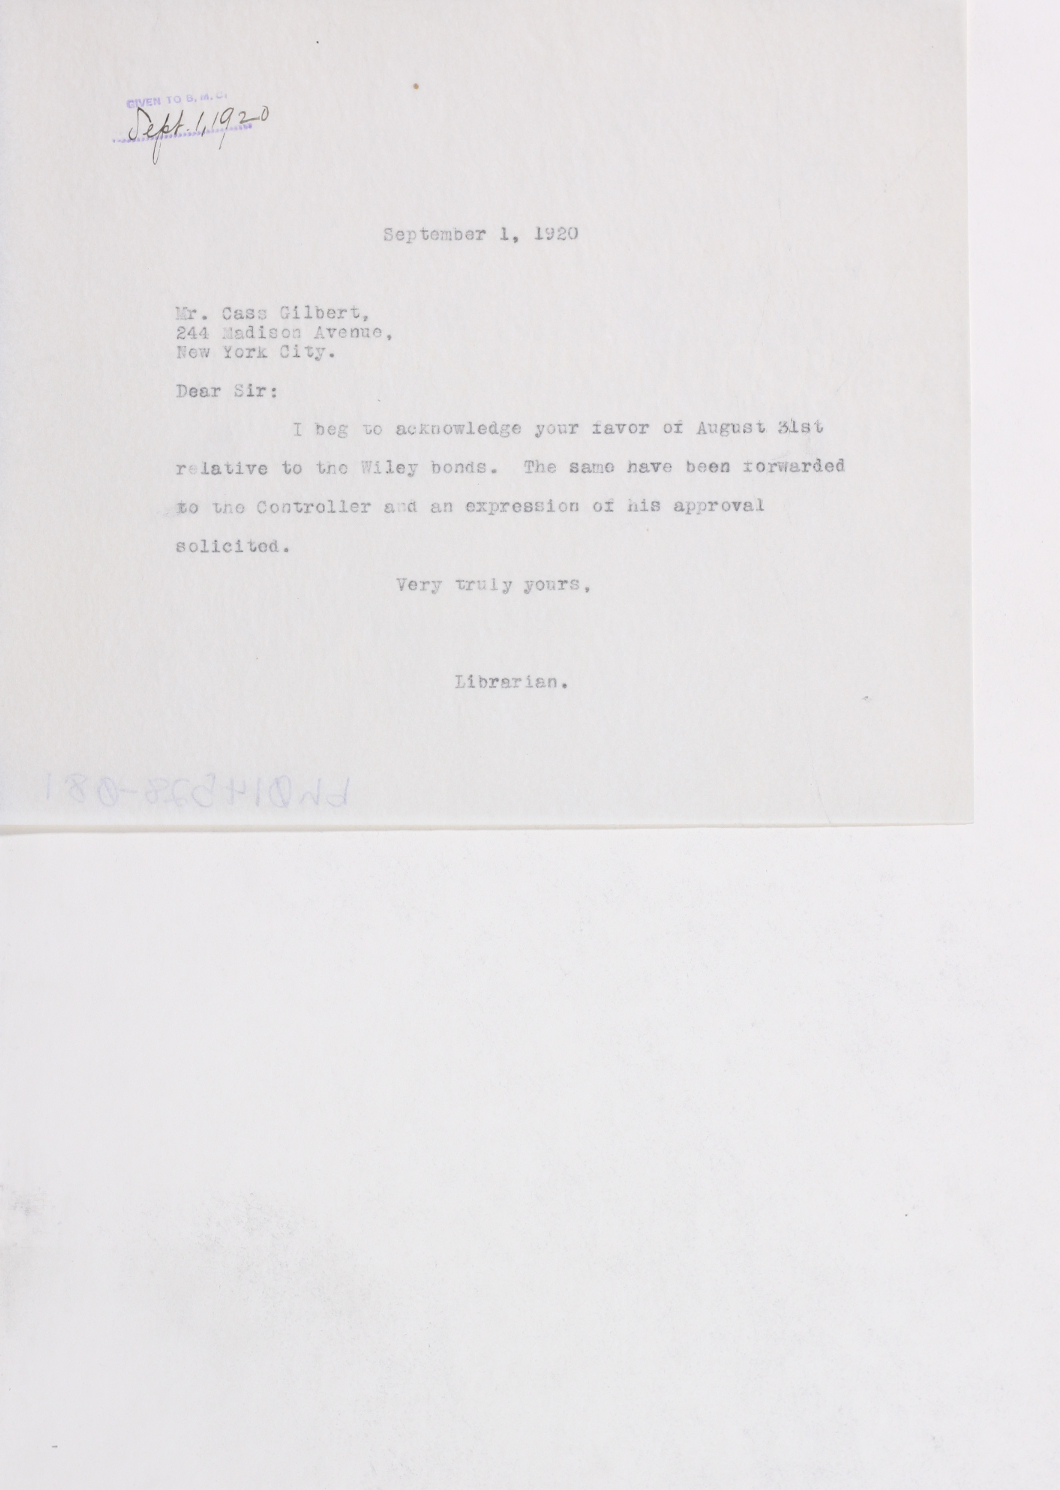 GIVEN TO B. M. C.
Sept. 1, 1920
September 1, 1920
Mr. Cass Gilbert,
244 Madison Avenue,
New York City.
Dear Sir:
I beg to acknowledge your favor of August 31st
relative to the Wiley bonds. The same have been forwarded
to the Controller and an expression of his approval
solicited.
Very truly yours,
Librarian.